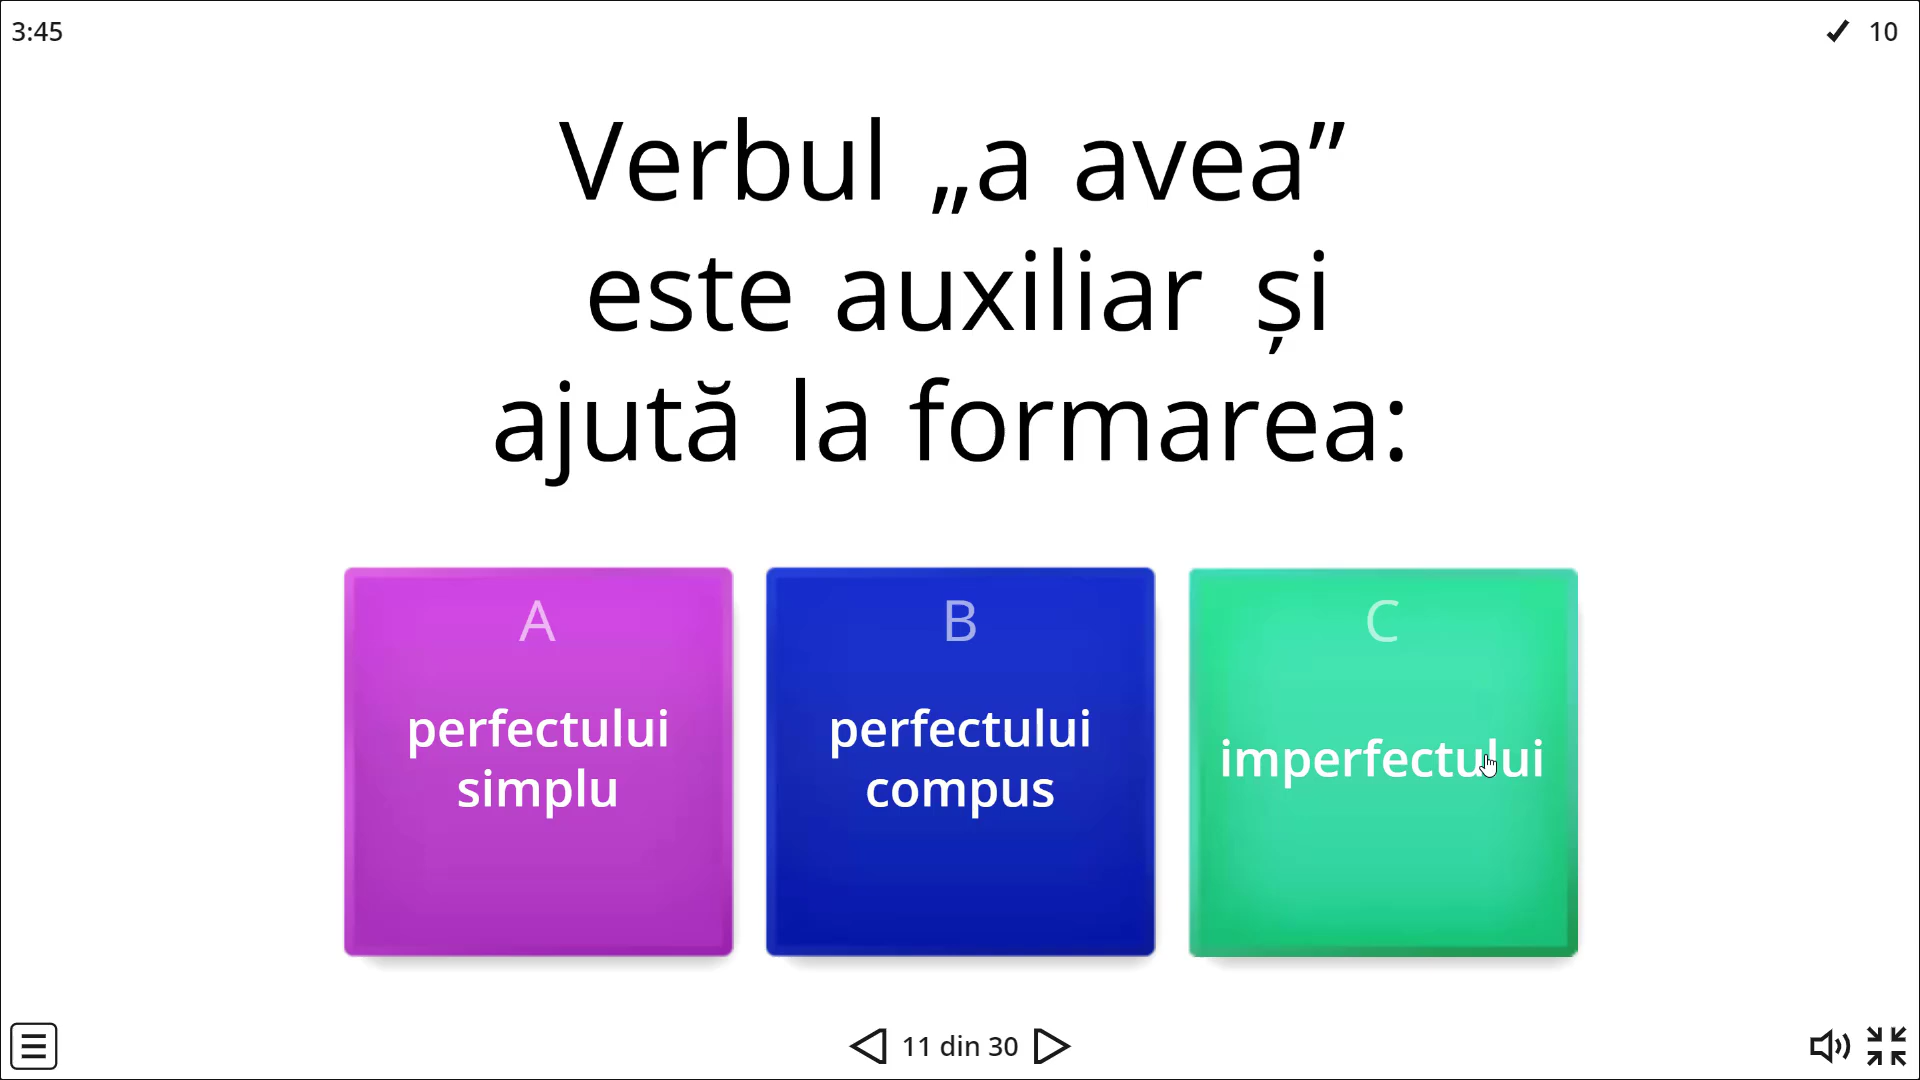 3:45
10
Verbul „a avea”
este auxiliar și
ajută la formarea:
A
perfectului
simplu
B
perfectului
compus
C
imperfectului
11 din 30